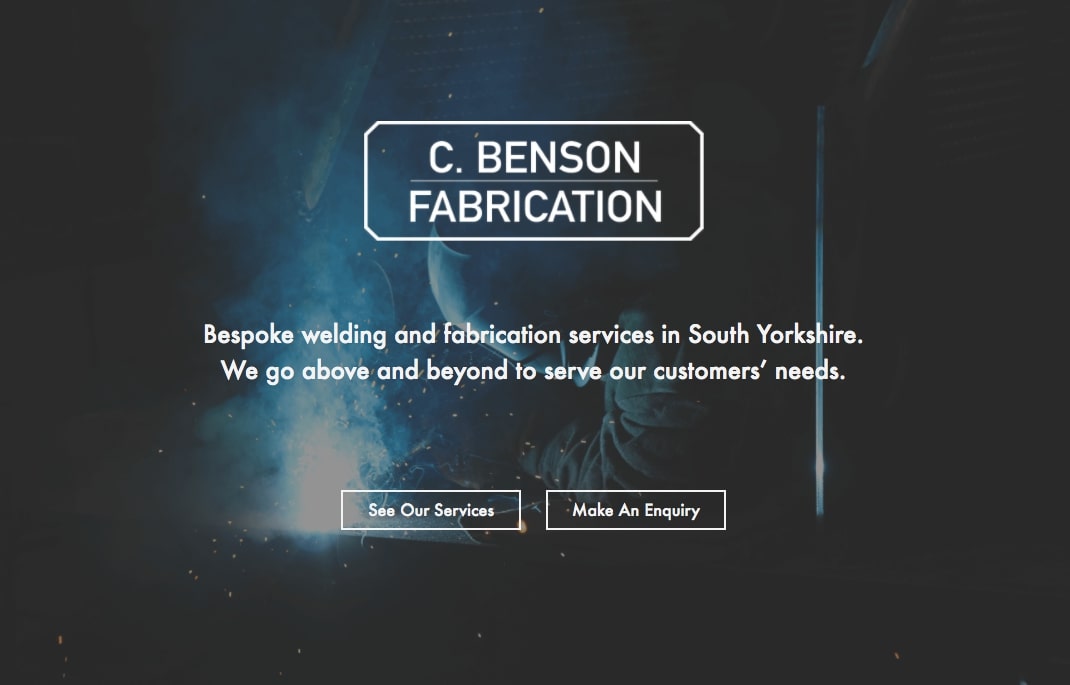 C. BENSON
FABRICATION
Bespoke welding and fabrication services in South Yorkshire.
We go above and beyond to serve our customers’ needs.
See Our Services
Make An Enquiry